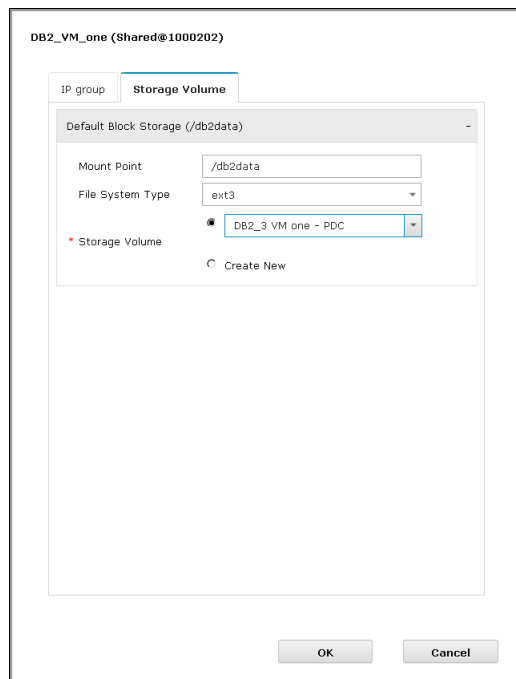 DB2_VM_one (Shared@1000202)
IP group Storage Volume
Default Block Storage (/db2data) -
Mount Point /db2data
File System Type ext3
DB2_3 VM one - PDC
* Storage Volume
Create New
OK Cancel